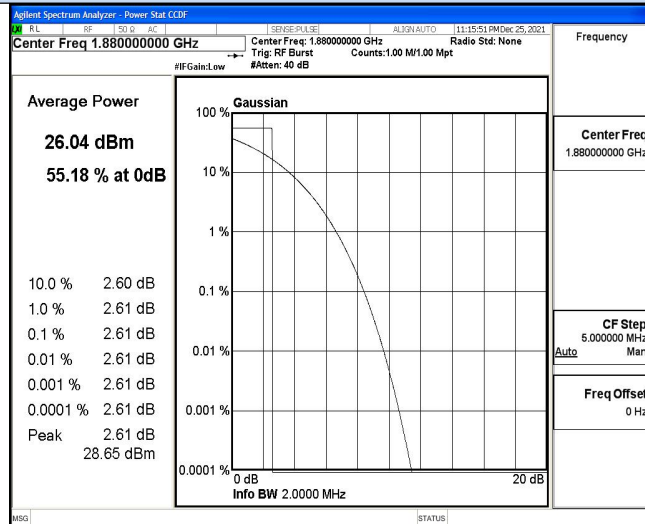 Agilent Spectrum Analyzer - Power Stat CCDF
LXI RL RF 50 Ω AC SENSE:PULSE ALIGN AUTO 11:15:51 PM Dec 25, 2021
Center Freq 1.880000000 GHz
Center Freq: 1.880000000 GHz Radio Std: None
Trig: RF Burst Counts:1.00 M/1.00 Mpt
#IFGain:Low #Atten: 40 dB
Frequency
Average Power
26.04 dBm
55.18 % at 0dB
10.0 % 2.60 dB
1.0 % 2.61 dB
0.1 % 2.61 dB
0.01 % 2.61 dB
0.001 % 2.61 dB
0.0001 % 2.61 dB
Peak 2.61 dB
28.65 dBm
Gaussian
100 %
10 %
1 %
0.1 %
0.01 %
0.001 %
0.0001 %
0 dB 20 dB
Info BW 2.0000 MHz
Center Freq
1.880000000 GHz
CF Step
5.000000 MHz
Auto Man
Freq Offset
0 Hz
MSG STATUS